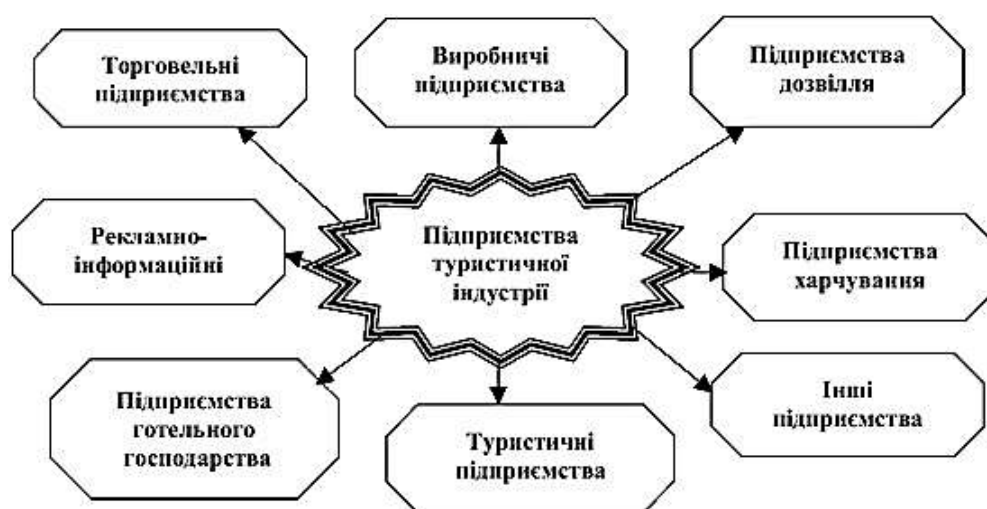 Торговельні
підприємства
Виробничі
підприємства
Підприємства
дозвілля
Рекламно-
інформаційні
Підприємства
туристичної
індустрії
Підприємства
харчування
Підприємства
готельного
господарства
Туристичні
підприємства
Інші
підприємства